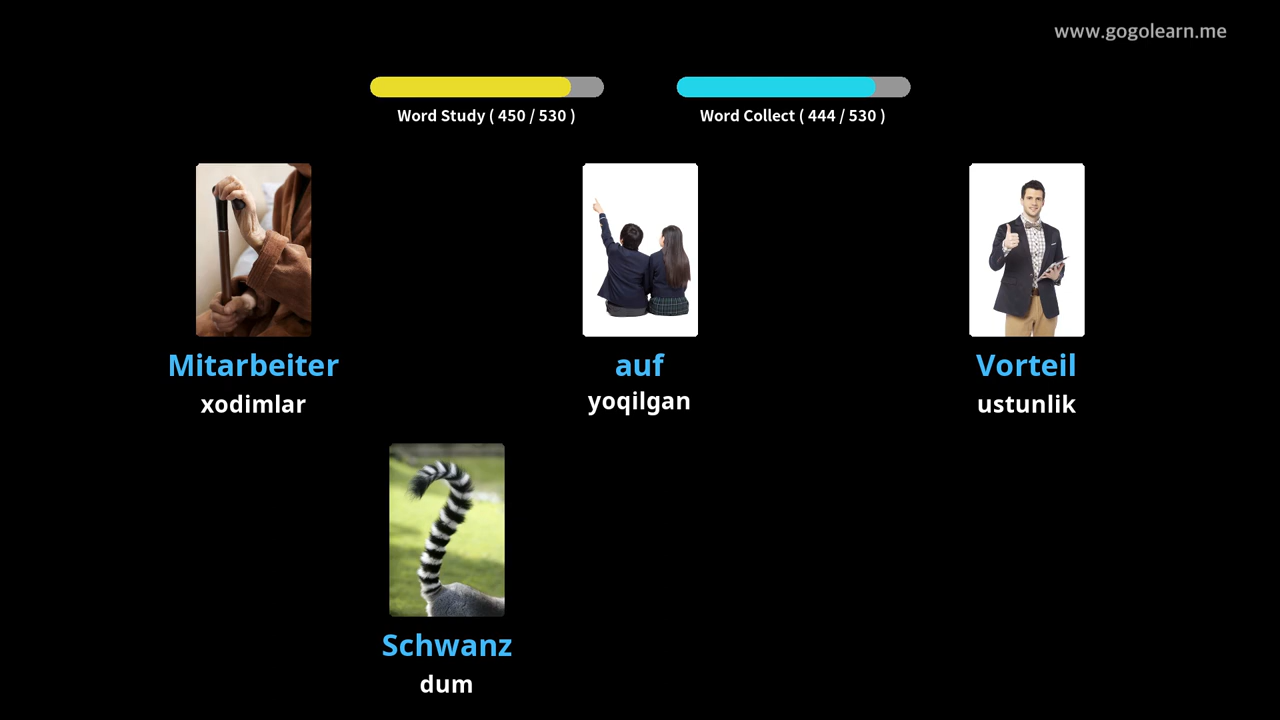 www.gogolearn.me
Word Study ( 450 / 530 )
Word Collect ( 444 / 530 )
Mitarbeiter
xodimlar
auf
yoqilgan
Vorteil
ustunlik
Schwanz
dum